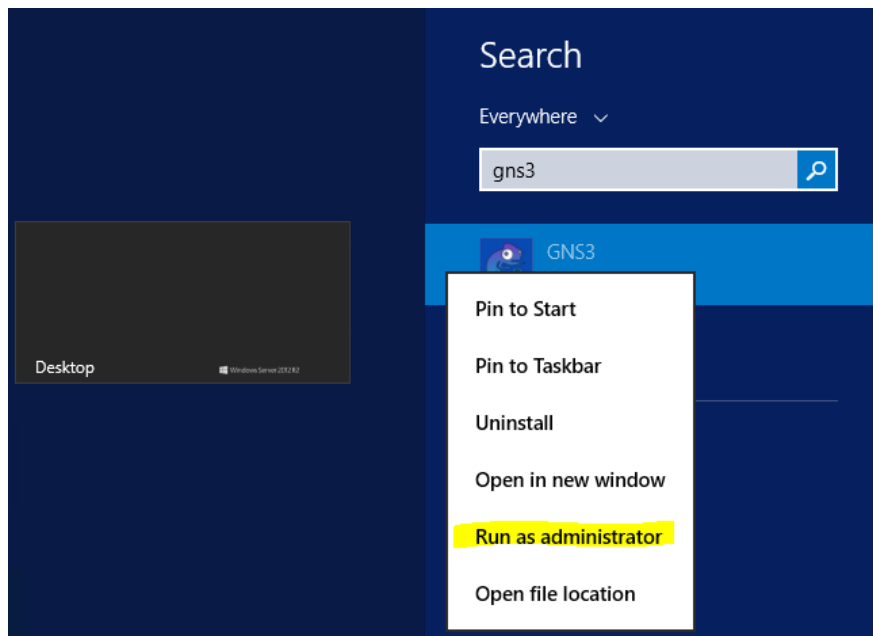 Search
Everywhere
gns3
GNS3
Pin to Start
Pin to Taskbar
Uninstall
Open in new window
Run as administrator
Open file location
Desktop
Windows Server 2012 R2